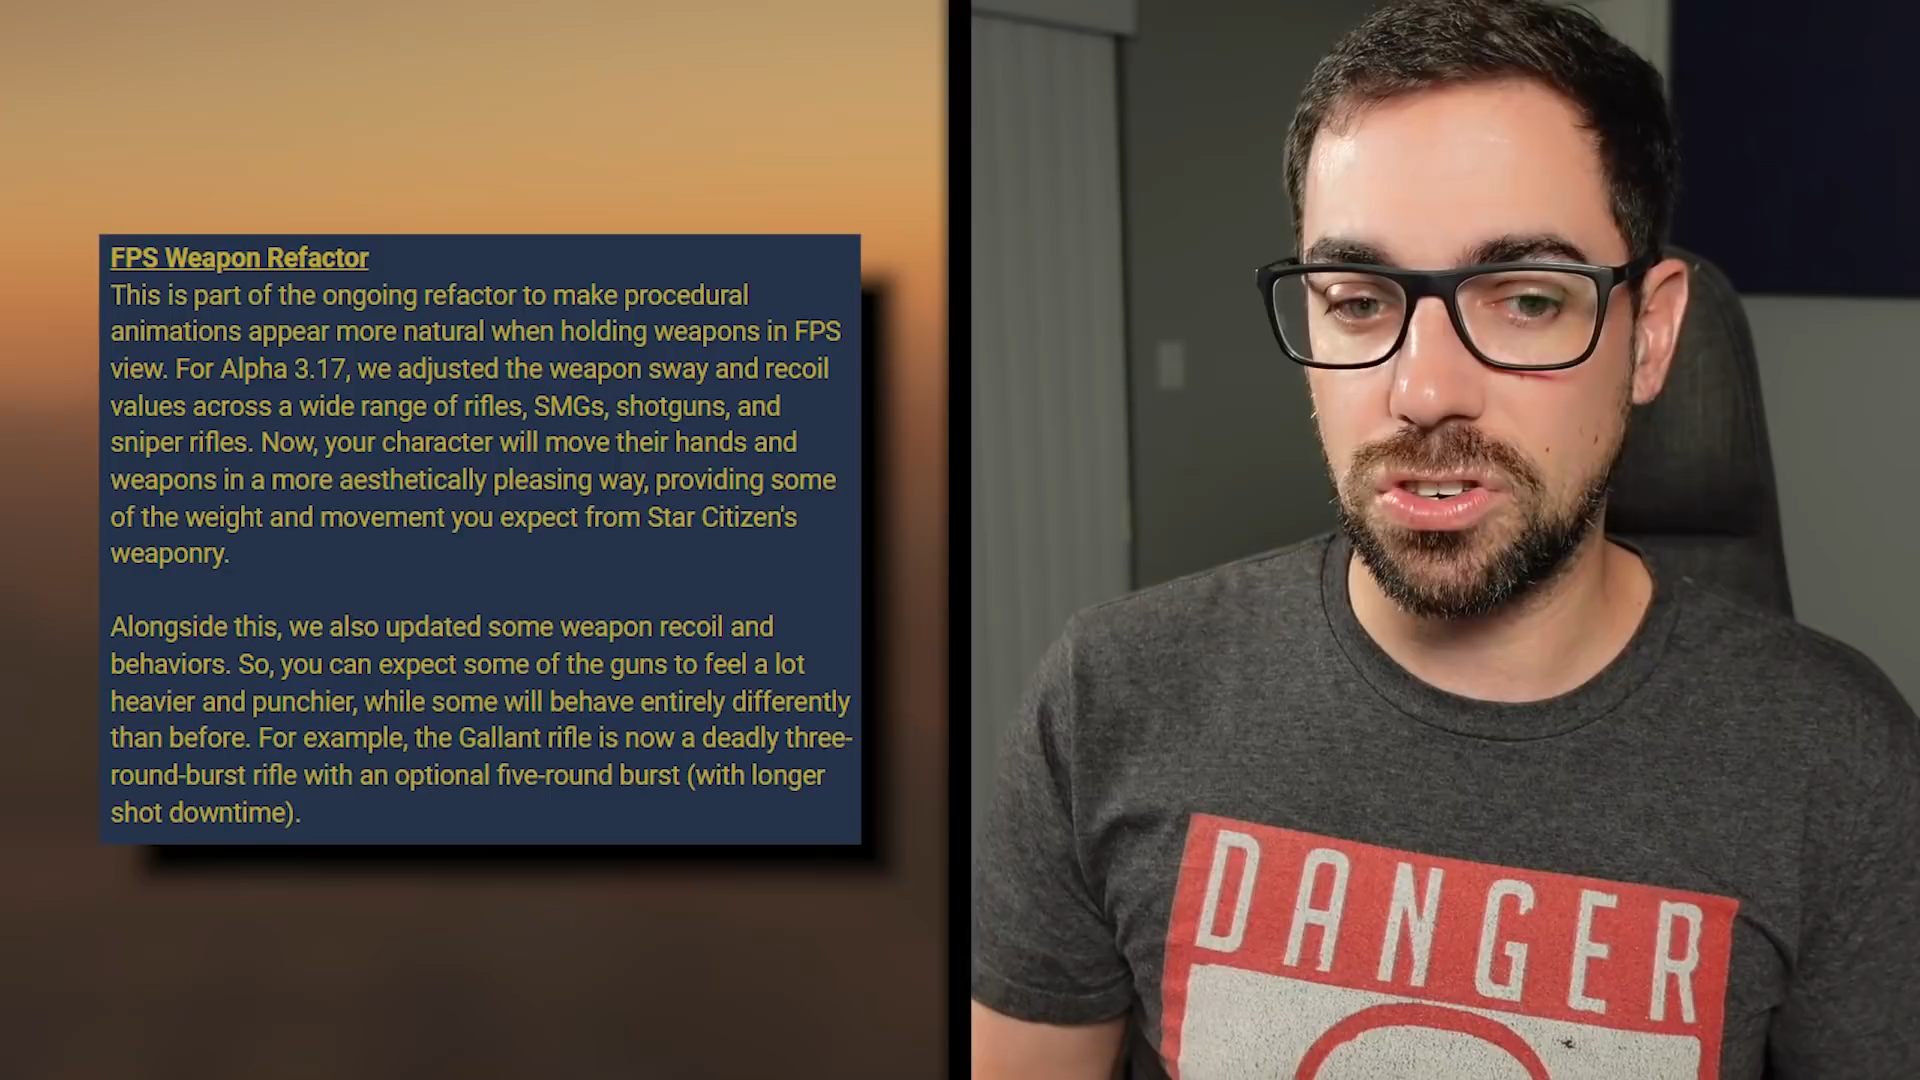 FPS Weapon Refactor
This is part of the ongoing refactor to make procedural
animations appear more natural when holding weapons in FPS
view. For Alpha 3.17, we adjusted the weapon sway and recoil
values across a wide range of rifles, SMGs, shotguns, and
sniper rifles. Now, your character will move their hands and
weapons in a more aesthetically pleasing way, providing some
of the weight and movement you expect from Star Citizen's
weaponry.
Alongside this, we also updated some weapon recoil and
behaviors. So, you can expect some of the guns to feel a lot
heavier and punchier, while some will behave entirely differently
than before. For example, the Gallant rifle is now a deadly three-
round-burst rifle with an optional five-round burst (with longer
shot downtime).
DANGER